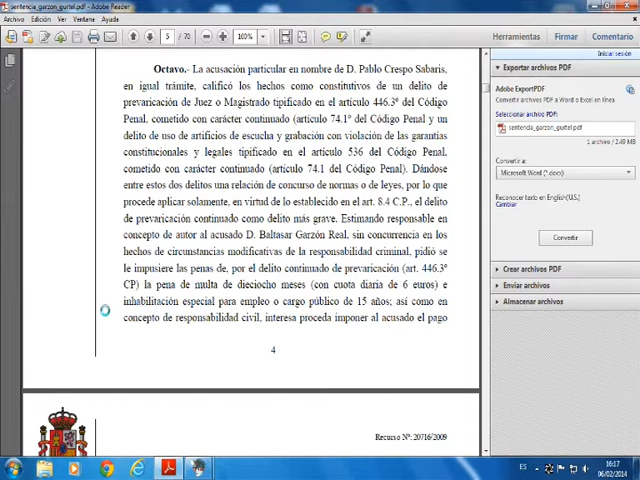 sentencia_garzon_gurtel.pdf - Adobe Reader
Archivo Edición Ver Ventana Ayuda
5 / 70 100% Herramientas Firmar Comentario
Iniciar sesión
Exportar archivos PDF
Adobe ExportPDF
Convertir archivos PDF a Word o Excel en línea
Seleccionar archivo PDF:
sentencia_garzon_gurtel.pdf
1 archivo / 2.49 MB
Convertir a:
Microsoft Word (*.docx)
Reconocer texto en English(U.S.)
Cambiar
Convertir
Crear archivos PDF
Enviar archivos
Almacenar archivos
Octavo.- La acusación particular en nombre de D. Pablo Crespo Sabaris,
en igual trámite, calificó los hechos como constitutivos de un delito de
prevaricación de Juez o Magistrado tipificado en el artículo 446.3º del Código
Penal, cometido con carácter continuado (artículo 74.1º del Código Penal y un
delito de uso de artificios de escucha y grabación con violación de las garantías
constitucionales y legales tipificado en el artículo 536 del Código Penal,
cometido con carácter continuado (artículo 74.1 del Código Penal). Dándose
entre estos dos delitos una relación de concurso de normas o de leyes, por lo que
procede aplicar solamente, en virtud de lo establecido en el art. 8.4 C.P., el delito
de prevaricación continuado como delito más grave. Estimando responsable en
concepto de autor al acusado D. Baltasar Garzón Real, sin concurrencia en los
hechos de circunstancias modificativas de la responsabilidad criminal, pidió se
le impusiere las penas de, por el delito continuado de prevaricación (art. 446.3º
CP) la pena de multa de dieciocho meses (con cuota diaria de 6 euros) e
inhabilitación especial para empleo o cargo público de 15 años; así como en
concepto de responsabilidad civil, interesa proceda imponer al acusado el pago
4
Recurso Nº: 20716/2009
ES 16:17
06/02/2014